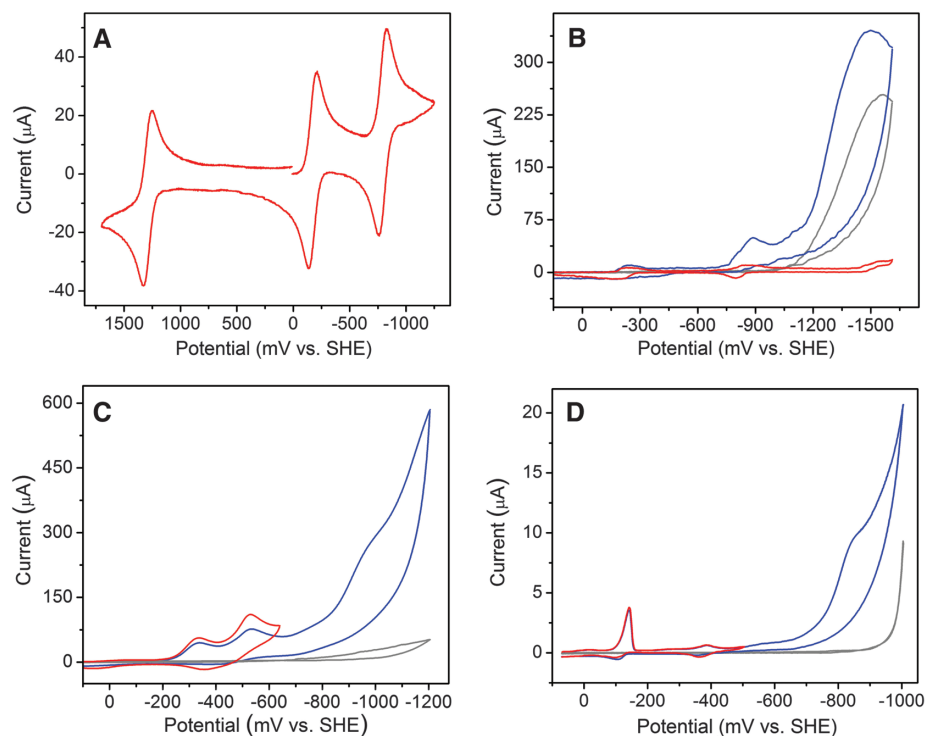 A
Current (μA)
40
20
0
-20
-40
1500 1000 500 0 -500 -1000
Potential (mV vs. SHE)
B
Current (μA)
300
225
150
75
0
0 -300 -600 -900 -1200 -1500
Potential (mV vs. SHE)
C
Current (μA)
600
450
300
150
0
0 -200 -400 -600 -800 -1000 -1200
Potential (mV vs. SHE)
D
Current (μA)
20
15
10
5
0
0 -200 -400 -600 -800 -1000
Potential (mV vs. SHE)